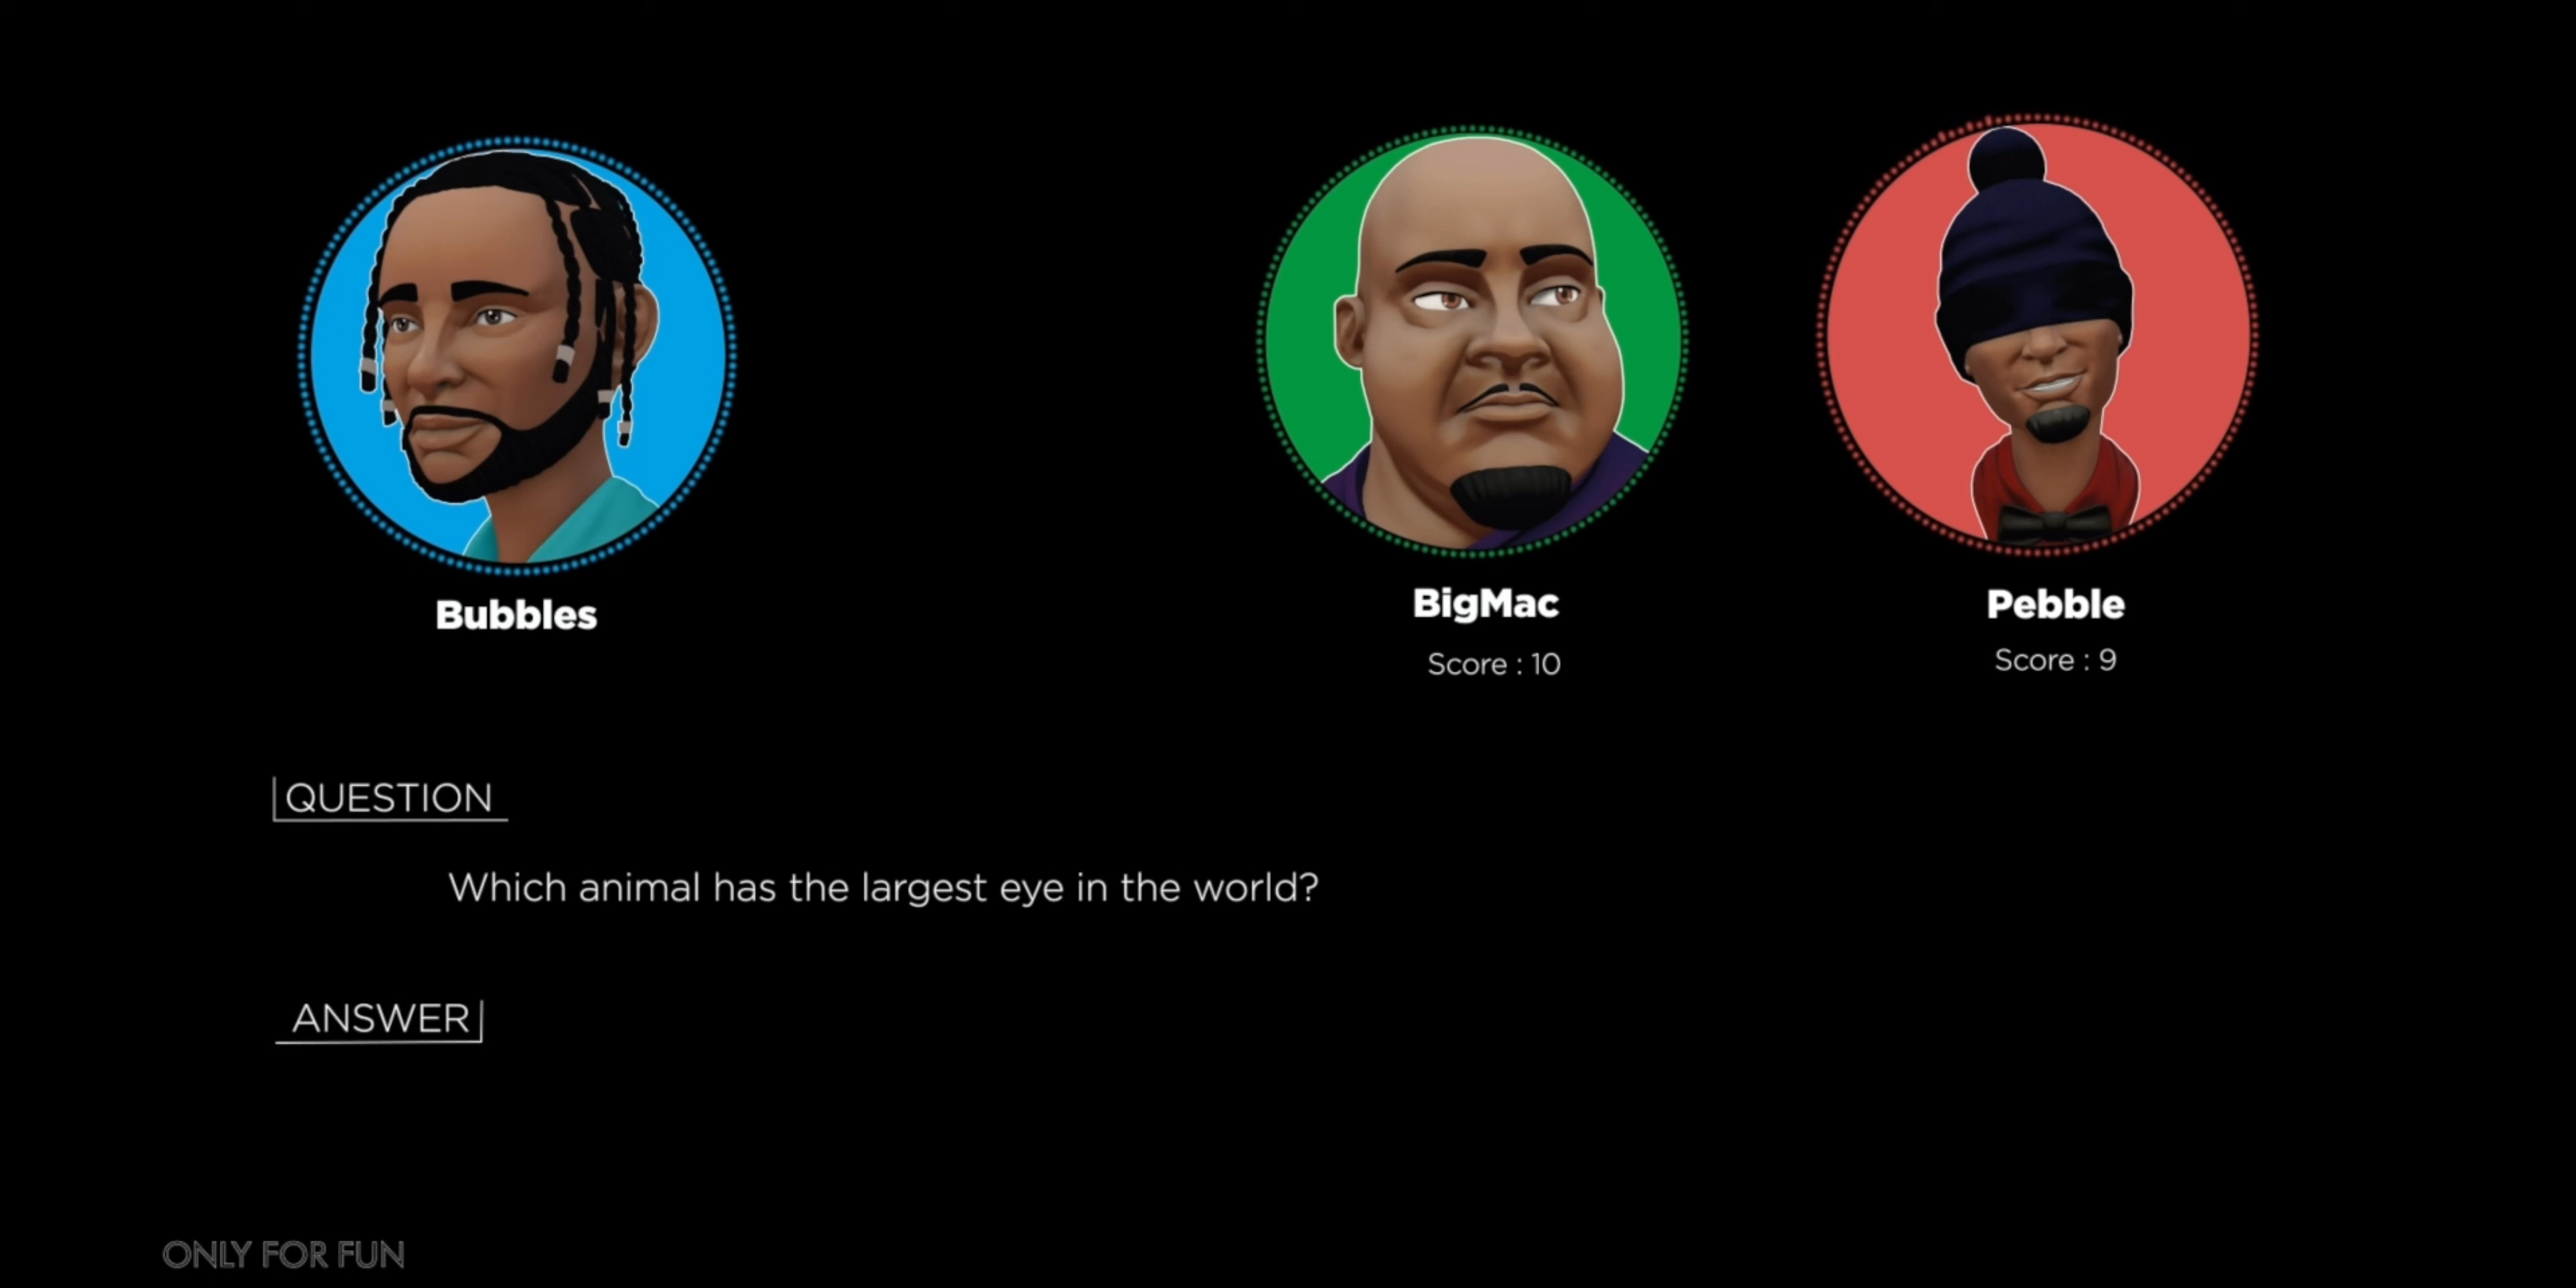 Bubbles
BigMac
Pebble
Score : 10
Score : 9
QUESTION
Which animal has the largest eye in the world?
ANSWER
ONLY FOR FUN